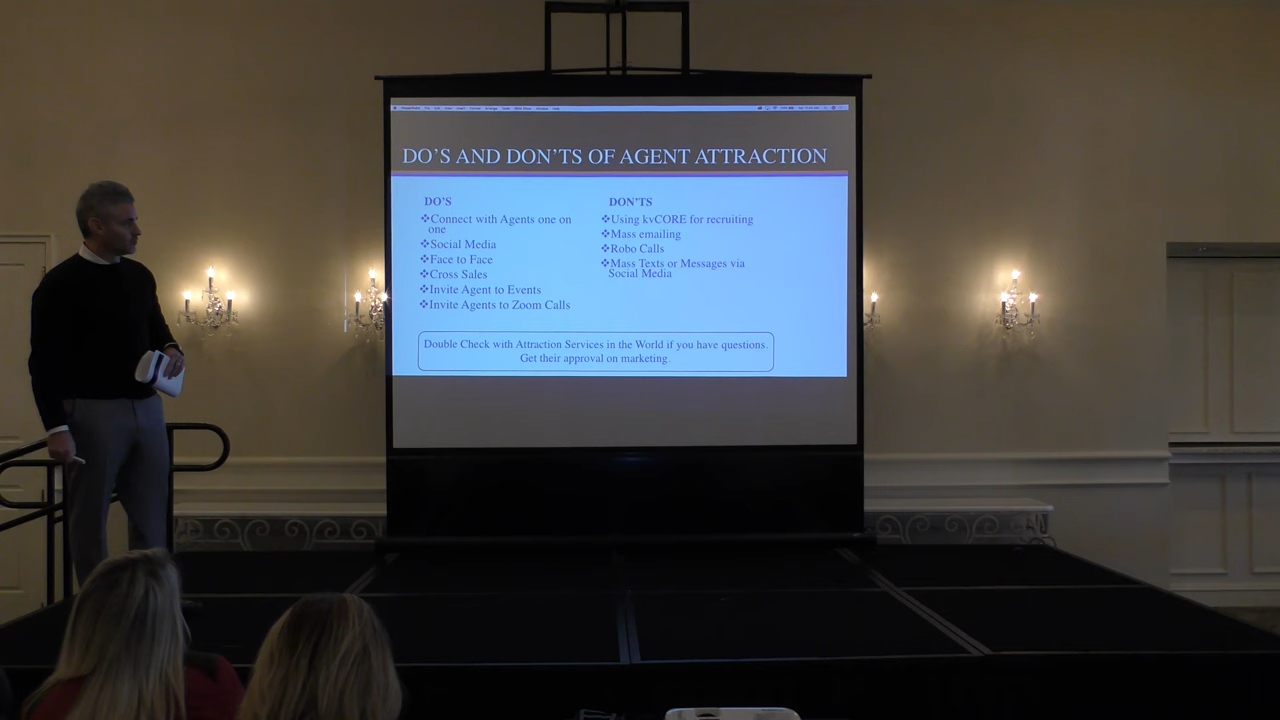 DO'S AND DON'TS OF AGENT ATTRACTION
DO'S
❖Connect with Agents one on
one
❖Social Media
❖Face to Face
❖Cross Sales
❖Invite Agent to Events
❖Invite Agents to Zoom Calls
DON'TS
❖Using kvCORE for recruiting
❖Mass emailing
❖Robo Calls
❖Mass Texts or Messages via
Social Media
Double Check with Attraction Services in the World if you have questions.
Get their approval on marketing.